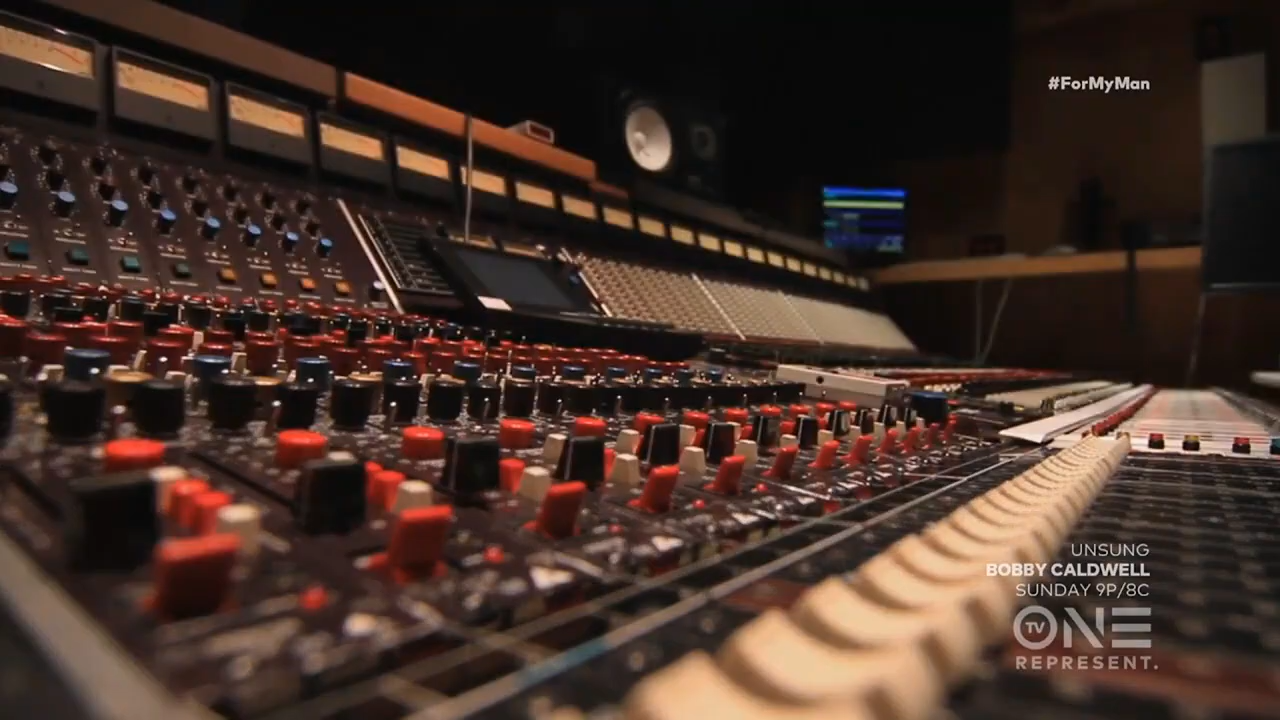 #ForMyMan
UNSUNG
BOBBY CALDWELL
SUNDAY 9P/8C
TV ONE
REPRESENT.